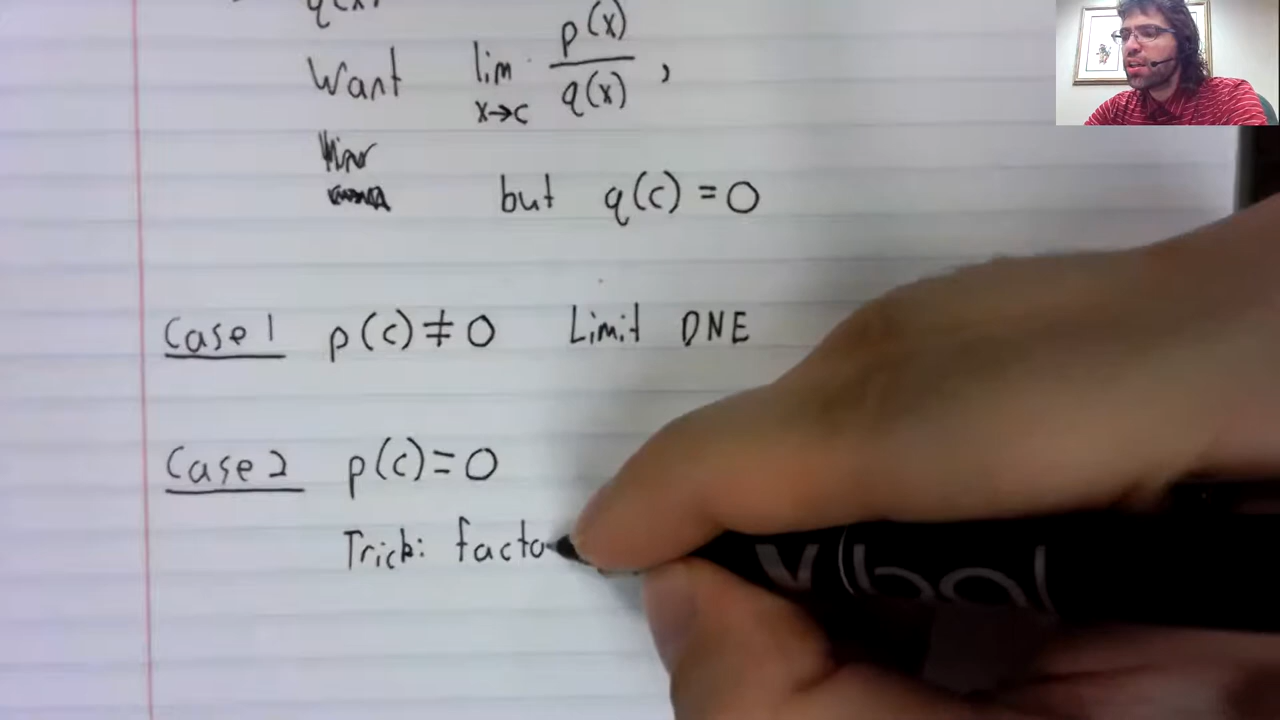 q(x)
Want lim x→c p(x)/q(x) ,
but q(c) = 0
Case 1 p(c) ≠ 0 Limit DNE
Case 2 p(c) = 0
Trick: facto